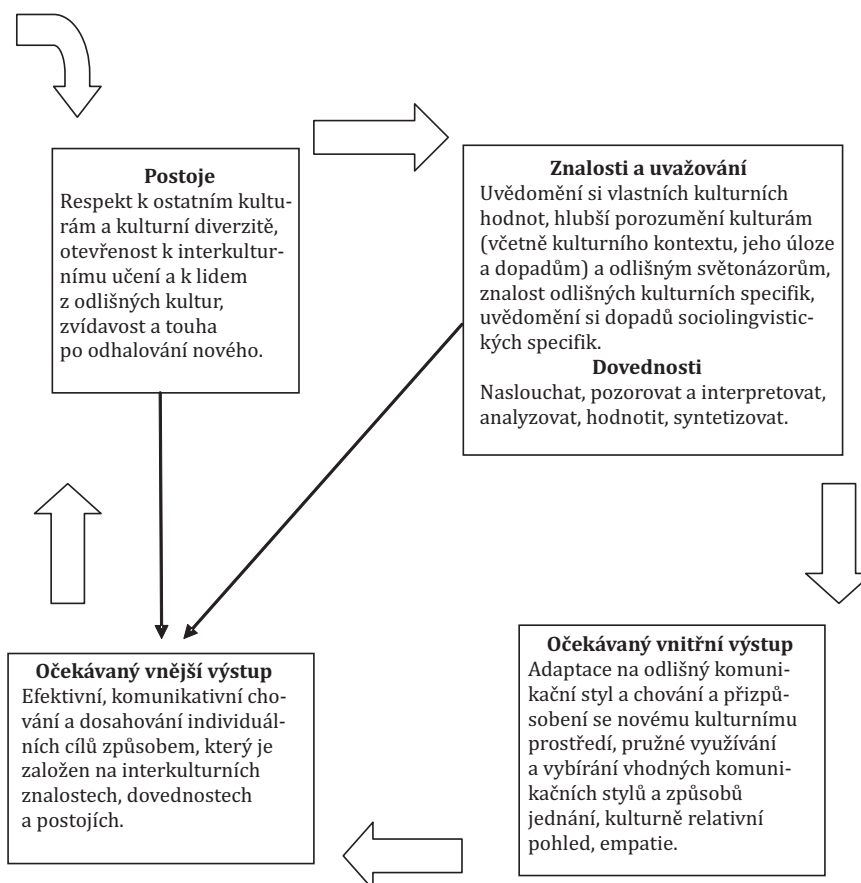 Postoje
Respekt k ostatním kultu-
rám a kulturní diverzitě,
otevřenost k interkultur-
nímu učení a k lidem
z odlišných kultur,
zvídavost a touha
po odhalování nového.
Znalosti a uvažování
Uvědomění si vlastních kulturních
hodnot, hlubší porozumění kulturám
(včetně kulturního kontextu, jeho úloze
a dopadům) a odlišným světonázorům,
znalost odlišných kulturních specifik,
uvědomění si dopadů sociolingvistic-
kých specifik.
Dovednosti
Naslouchat, pozorovat a interpretovat,
analyzovat, hodnotit, syntetizovat.
Očekávaný vnější výstup
Efektivní, komunikativní cho-
vání a dosahování individuál-
ních cílů způsobem, který je
založen na interkulturních
znalostech, dovednostech
a postojích.
Očekávaný vnitřní výstup
Adaptace na odlišný komuni-
kační styl a chování a přizpů-
sobení se novému kulturnímu
prostředí, pružné využívání
a vybírání vhodných komuni-
kačních stylů a způsobů
jednání, kulturně relativní
pohled, empatie.